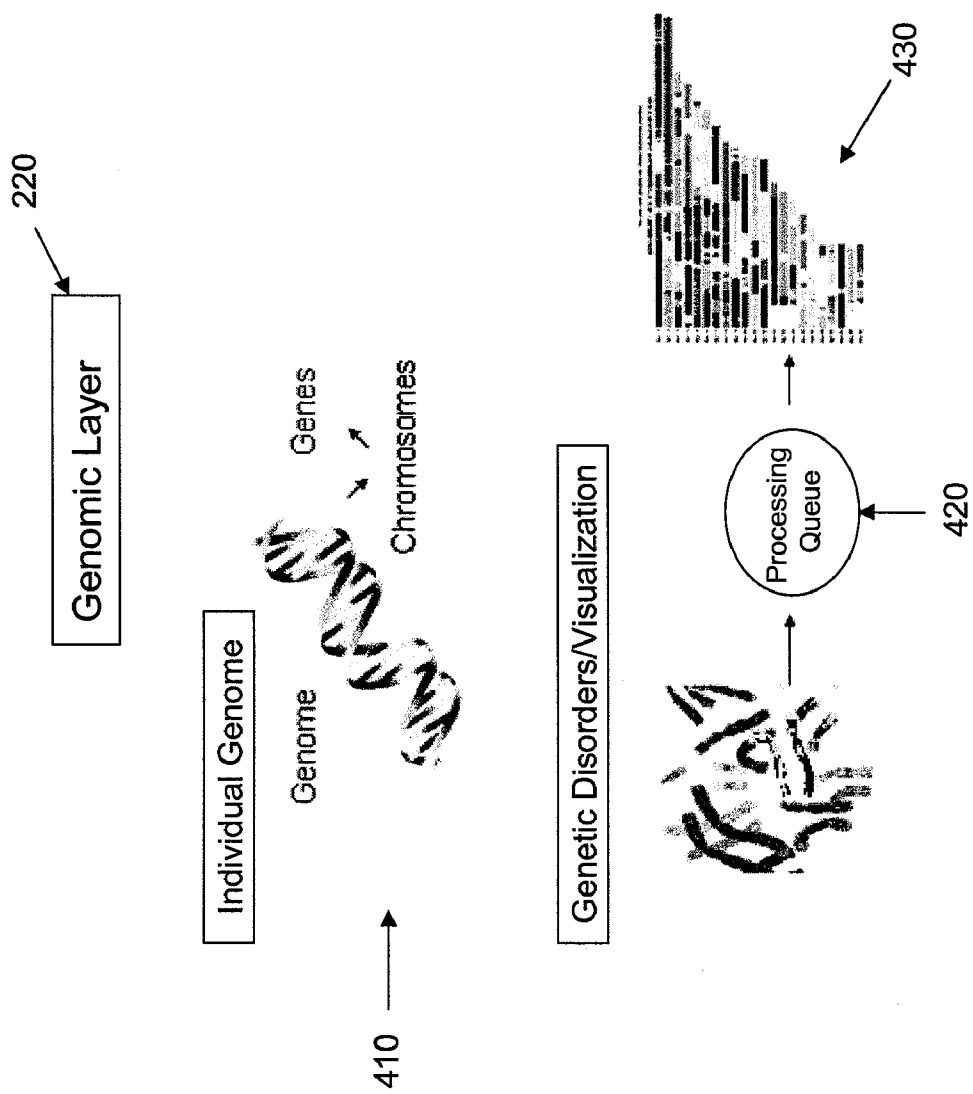 Genomic Layer
220
Individual Genome
410
Genome
Genes
Chromosomes
Genetic Disorders/Visualization
Processing
Queue
420
430